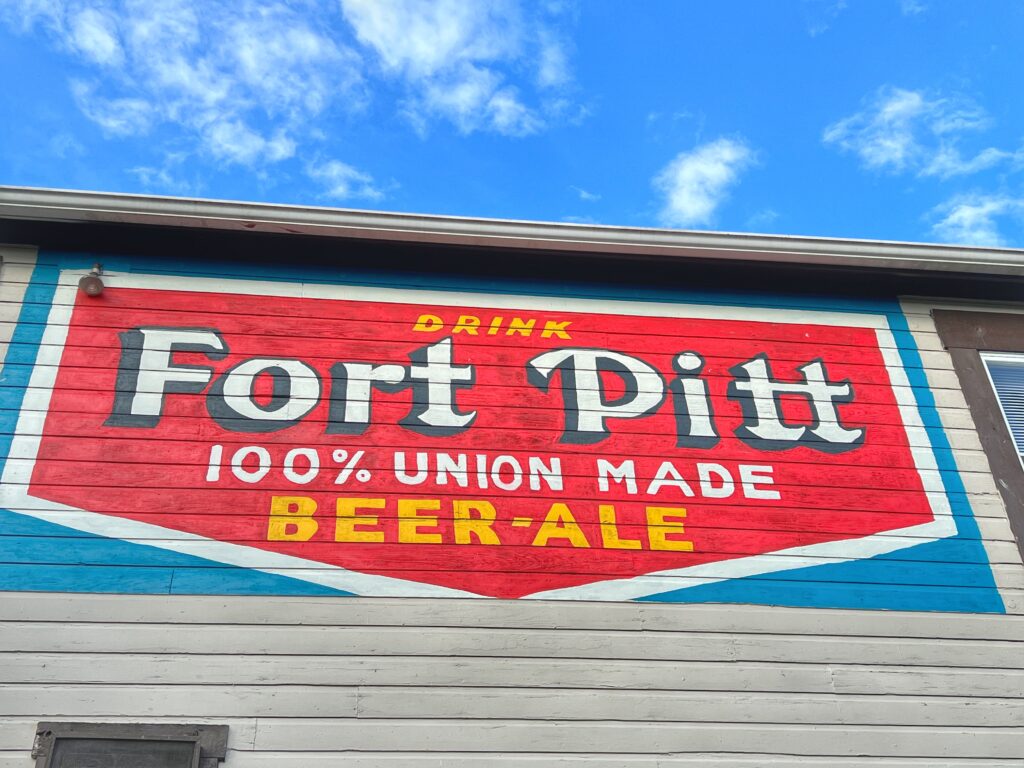 DRINK
Fort Pitt
100% UNION MADE
BEER-ALE